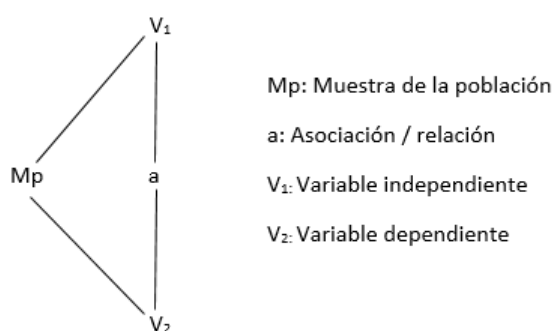 V₁
Mp: Muestra de la población
a: Asociación / relación
Mp a
V₁: Variable independiente
V₂: Variable dependiente
V₂